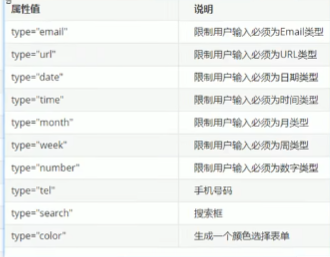 属性值 说明
type="email" 限制用户输入必须为Email类型
type="url" 限制用户输入必须为URL类型
type="date" 限制用户输入必须为日期类型
type="time" 限制用户输入必须为时间类型
type="month" 限制用户输入必须为月类型
type="week" 限制用户输入必须为周类型
type="number" 限制用户输入必须为数字类型
type="tel" 手机号码
type="search" 搜索框
type="color" 生成一个颜色选择表单